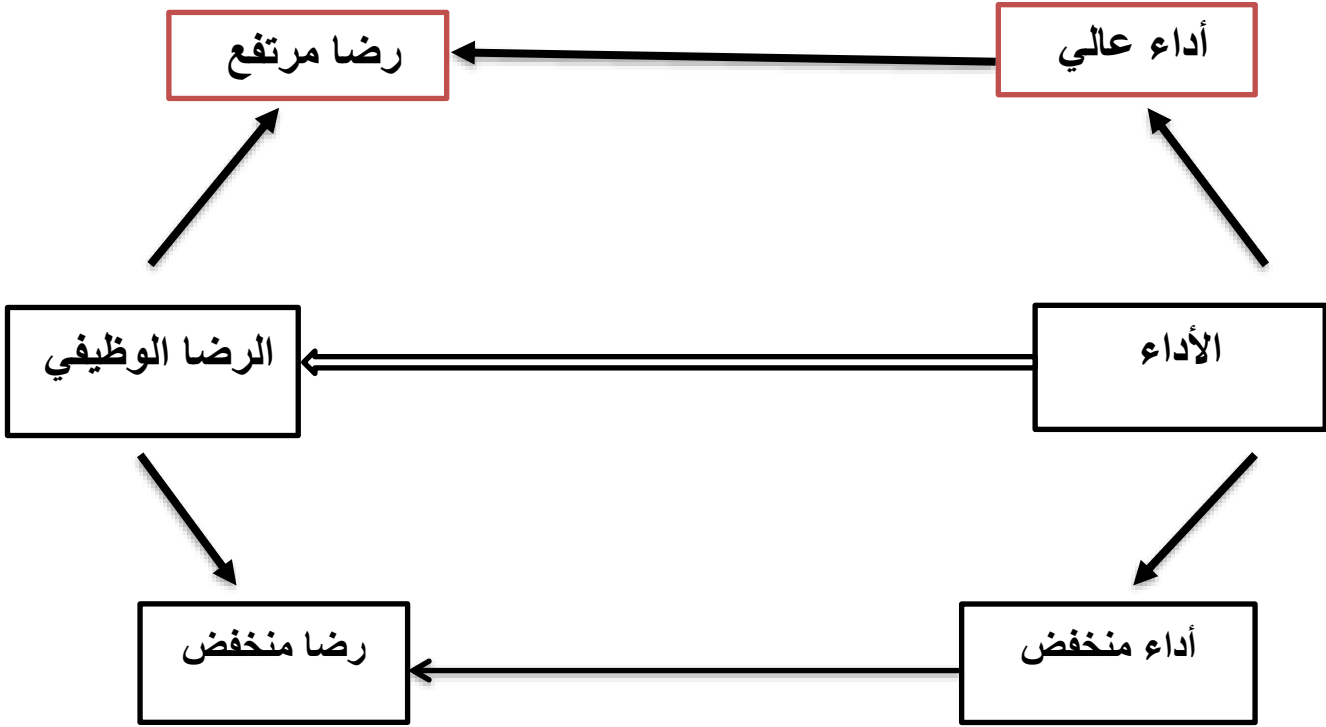 أداء عالي
رضا مرتفع
الأداء
الرضا الوظيفي
أداء منخفض
رضا منخفض